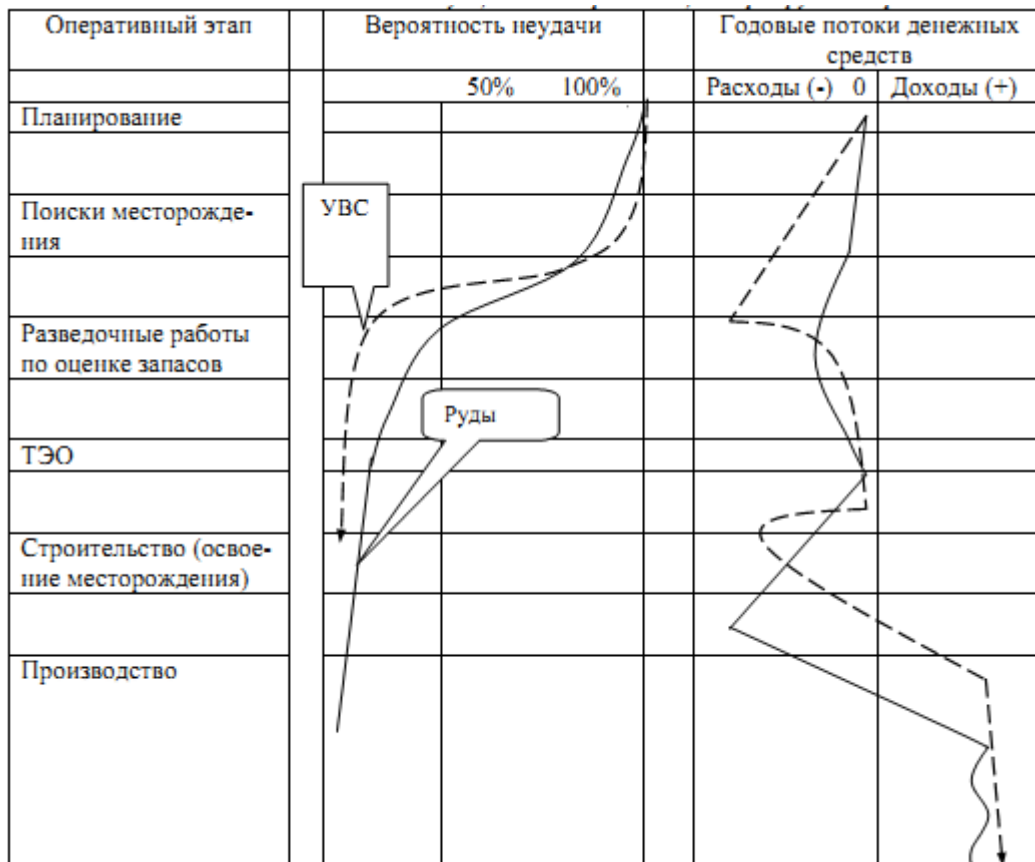 Оперативный этап
Вероятность неудачи
Годовые потоки денежных
средств
50% 100%
Расходы (-) 0 Доходы (+)
Планирование
Поиски месторожде-
ния
УВС
Разведочные работы
по оценке запасов
Руды
ТЭО
Строительство (освое-
ние месторождения)
Производство